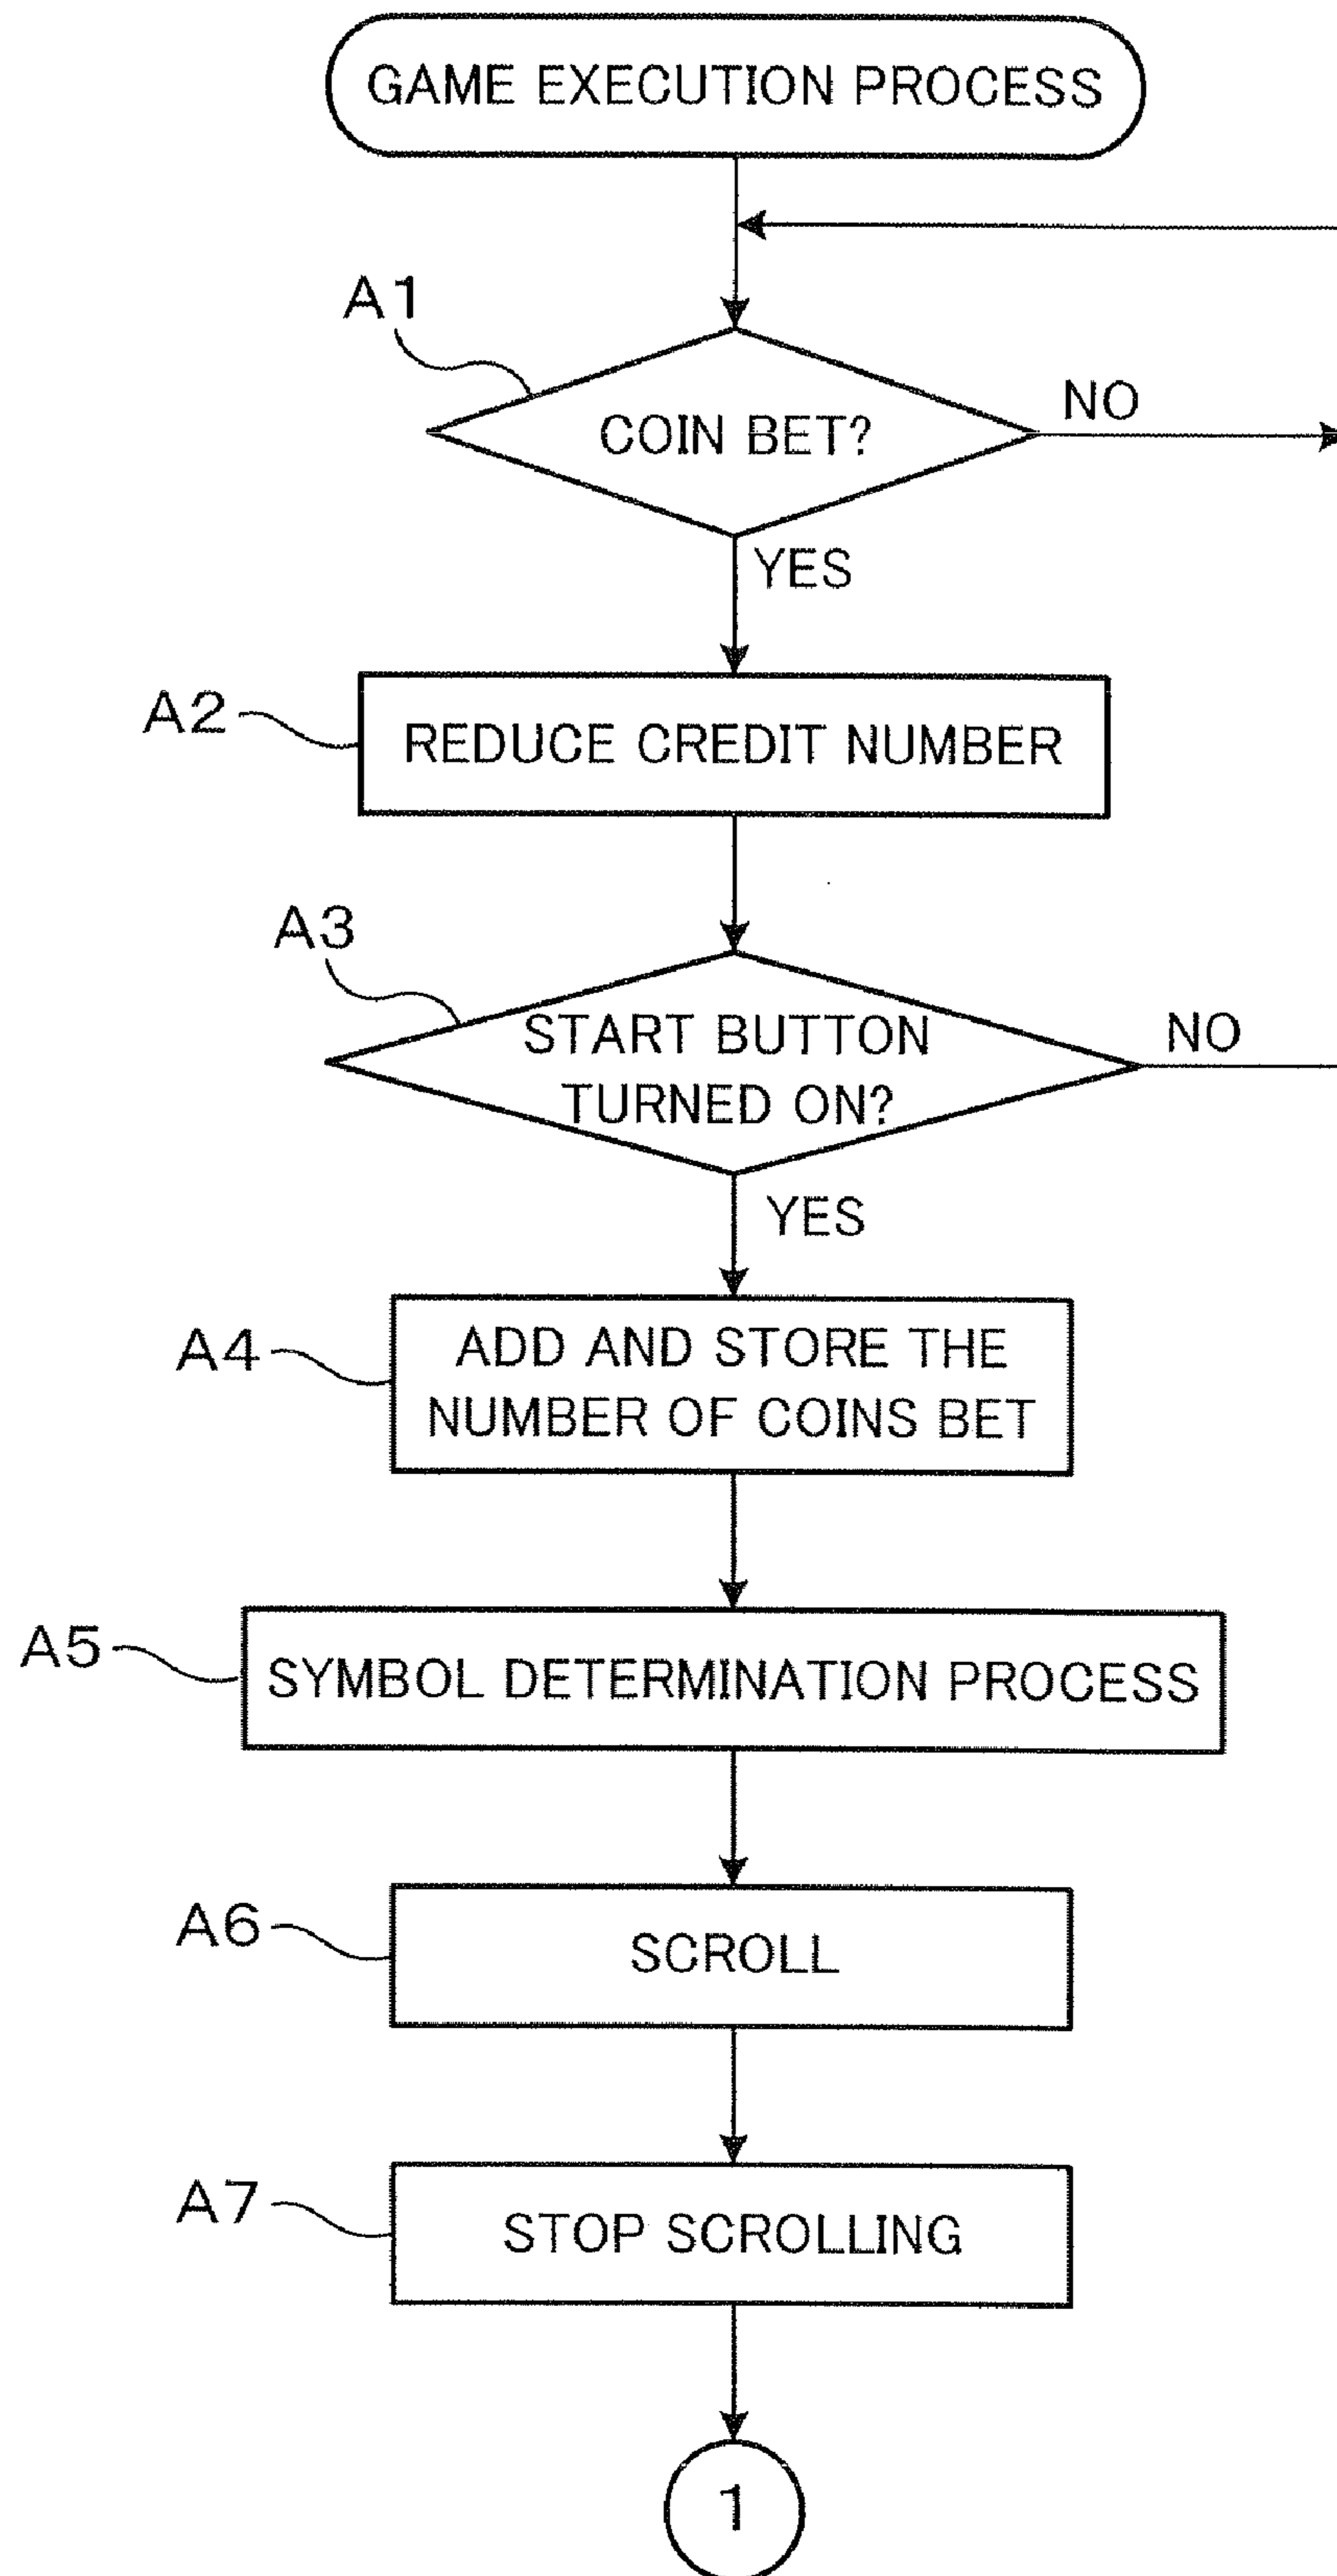 GAME EXECUTION PROCESS
A1
COIN BET?
NO
YES
A2
REDUCE CREDIT NUMBER
A3
START BUTTON
TURNED ON?
NO
YES
A4
ADD AND STORE THE
NUMBER OF COINS BET
A5
SYMBOL DETERMINATION PROCESS
A6
SCROLL
A7
STOP SCROLLING
1